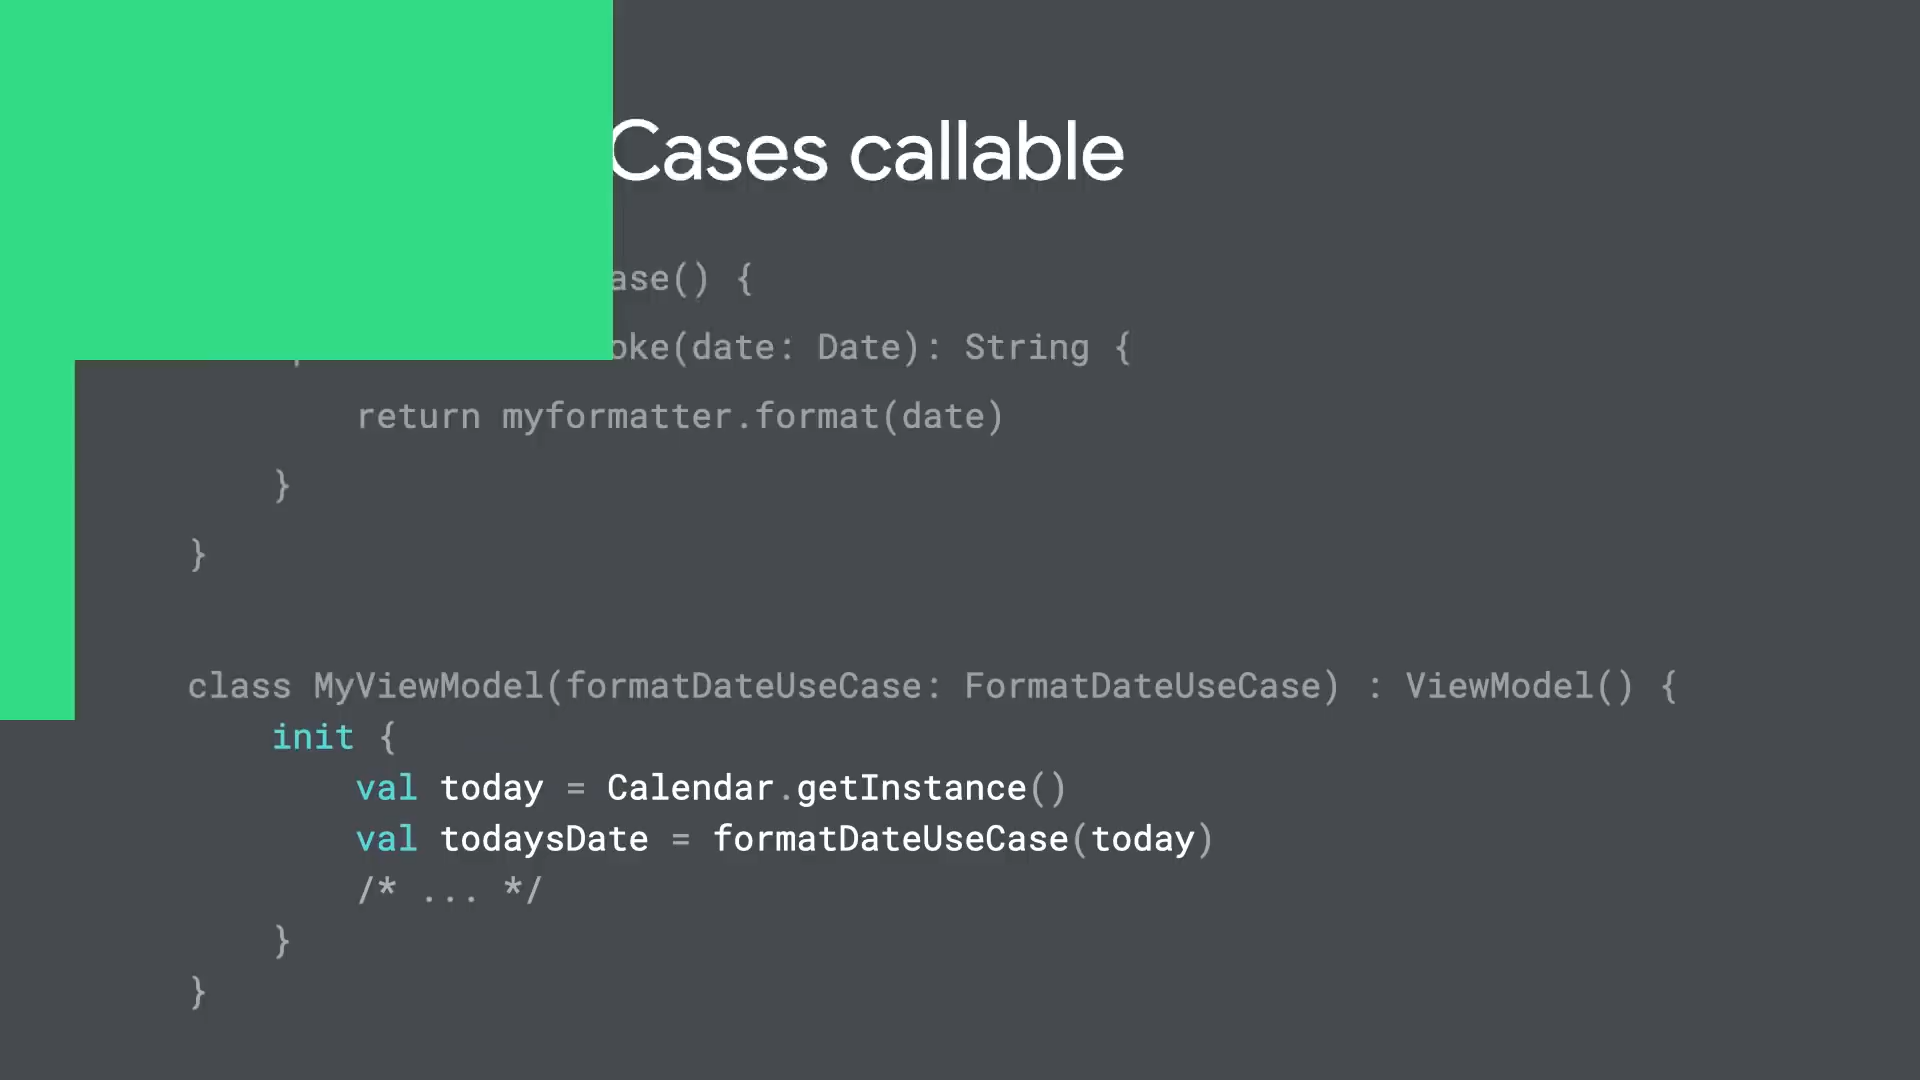 Cases callable
ase() {
oke(date: Date): String {
return myformatter.format(date)
}
}
class MyViewModel(formatDateUseCase: FormatDateUseCase) : ViewModel() {
init {
val today = Calendar.getInstance()
val todaysDate = formatDateUseCase(today)
/* ... */
}
}